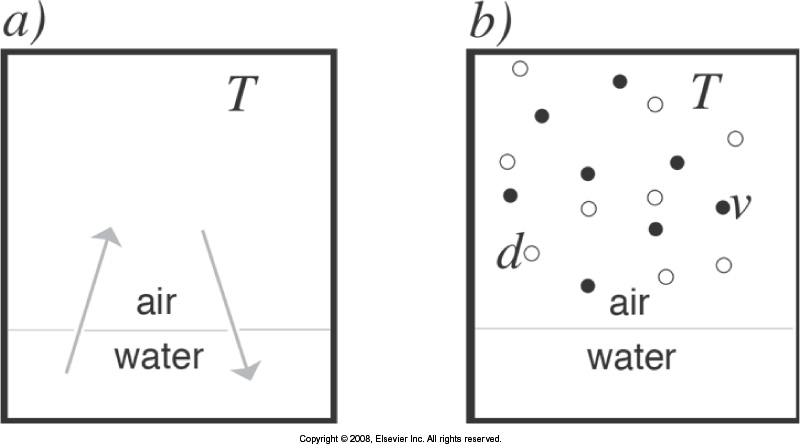 a)
T
air
water
b)
T
v
d
air
water
Copyright © 2008, Elsevier Inc. All rights reserved.